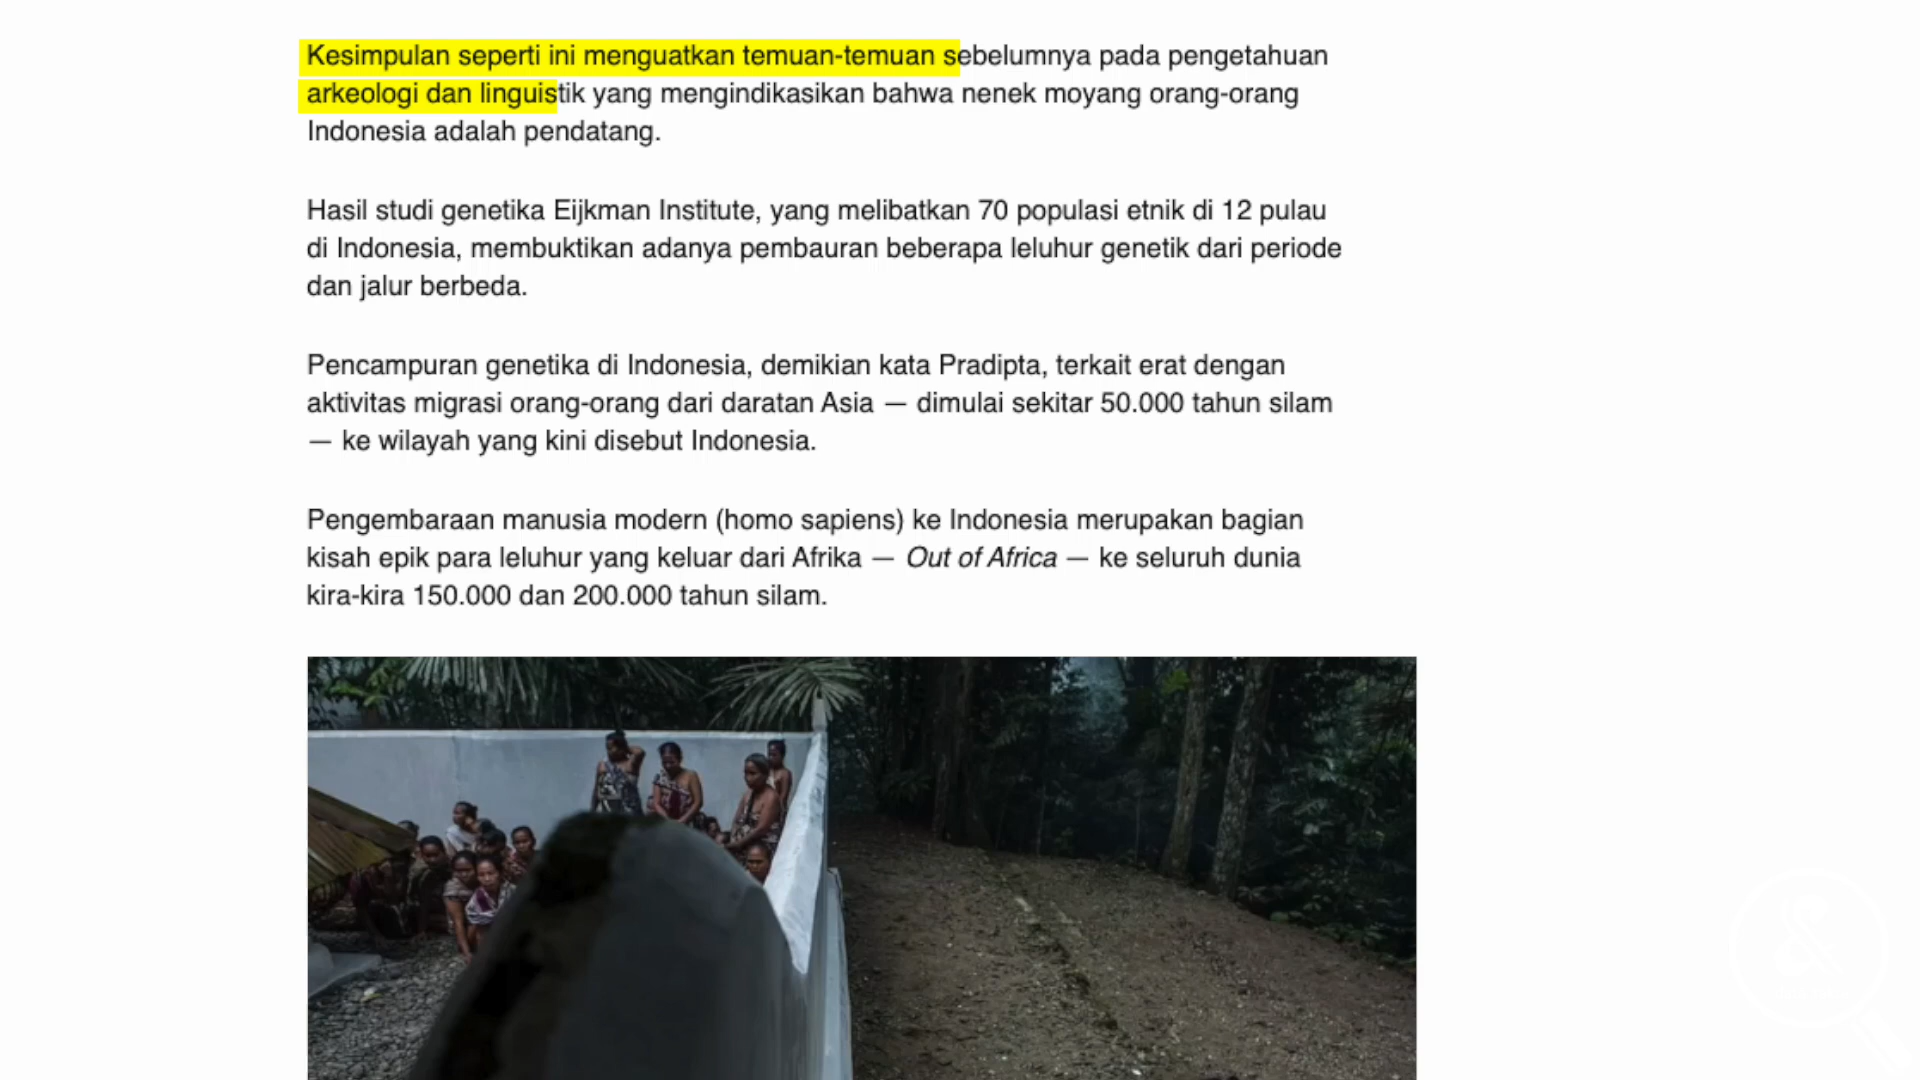 Kesimpulan seperti ini menguatkan temuan-temuan sebelumnya pada pengetahuan
arkeologi dan linguistik yang mengindikasikan bahwa nenek moyang orang-orang
Indonesia adalah pendatang.
Hasil studi genetika Eijkman Institute, yang melibatkan 70 populasi etnik di 12 pulau
di Indonesia, membuktikan adanya pembauran beberapa leluhur genetik dari periode
dan jalur berbeda.
Pencampuran genetika di Indonesia, demikian kata Pradipta, terkait erat dengan
aktivitas migrasi orang-orang dari daratan Asia — dimulai sekitar 50.000 tahun silam
— ke wilayah yang kini disebut Indonesia.
Pengembaraan manusia modern (homo sapiens) ke Indonesia merupakan bagian
kisah epik para leluhur yang keluar dari Afrika — Out of Africa — ke seluruh dunia
kira-kira 150.000 dan 200.000 tahun silam.